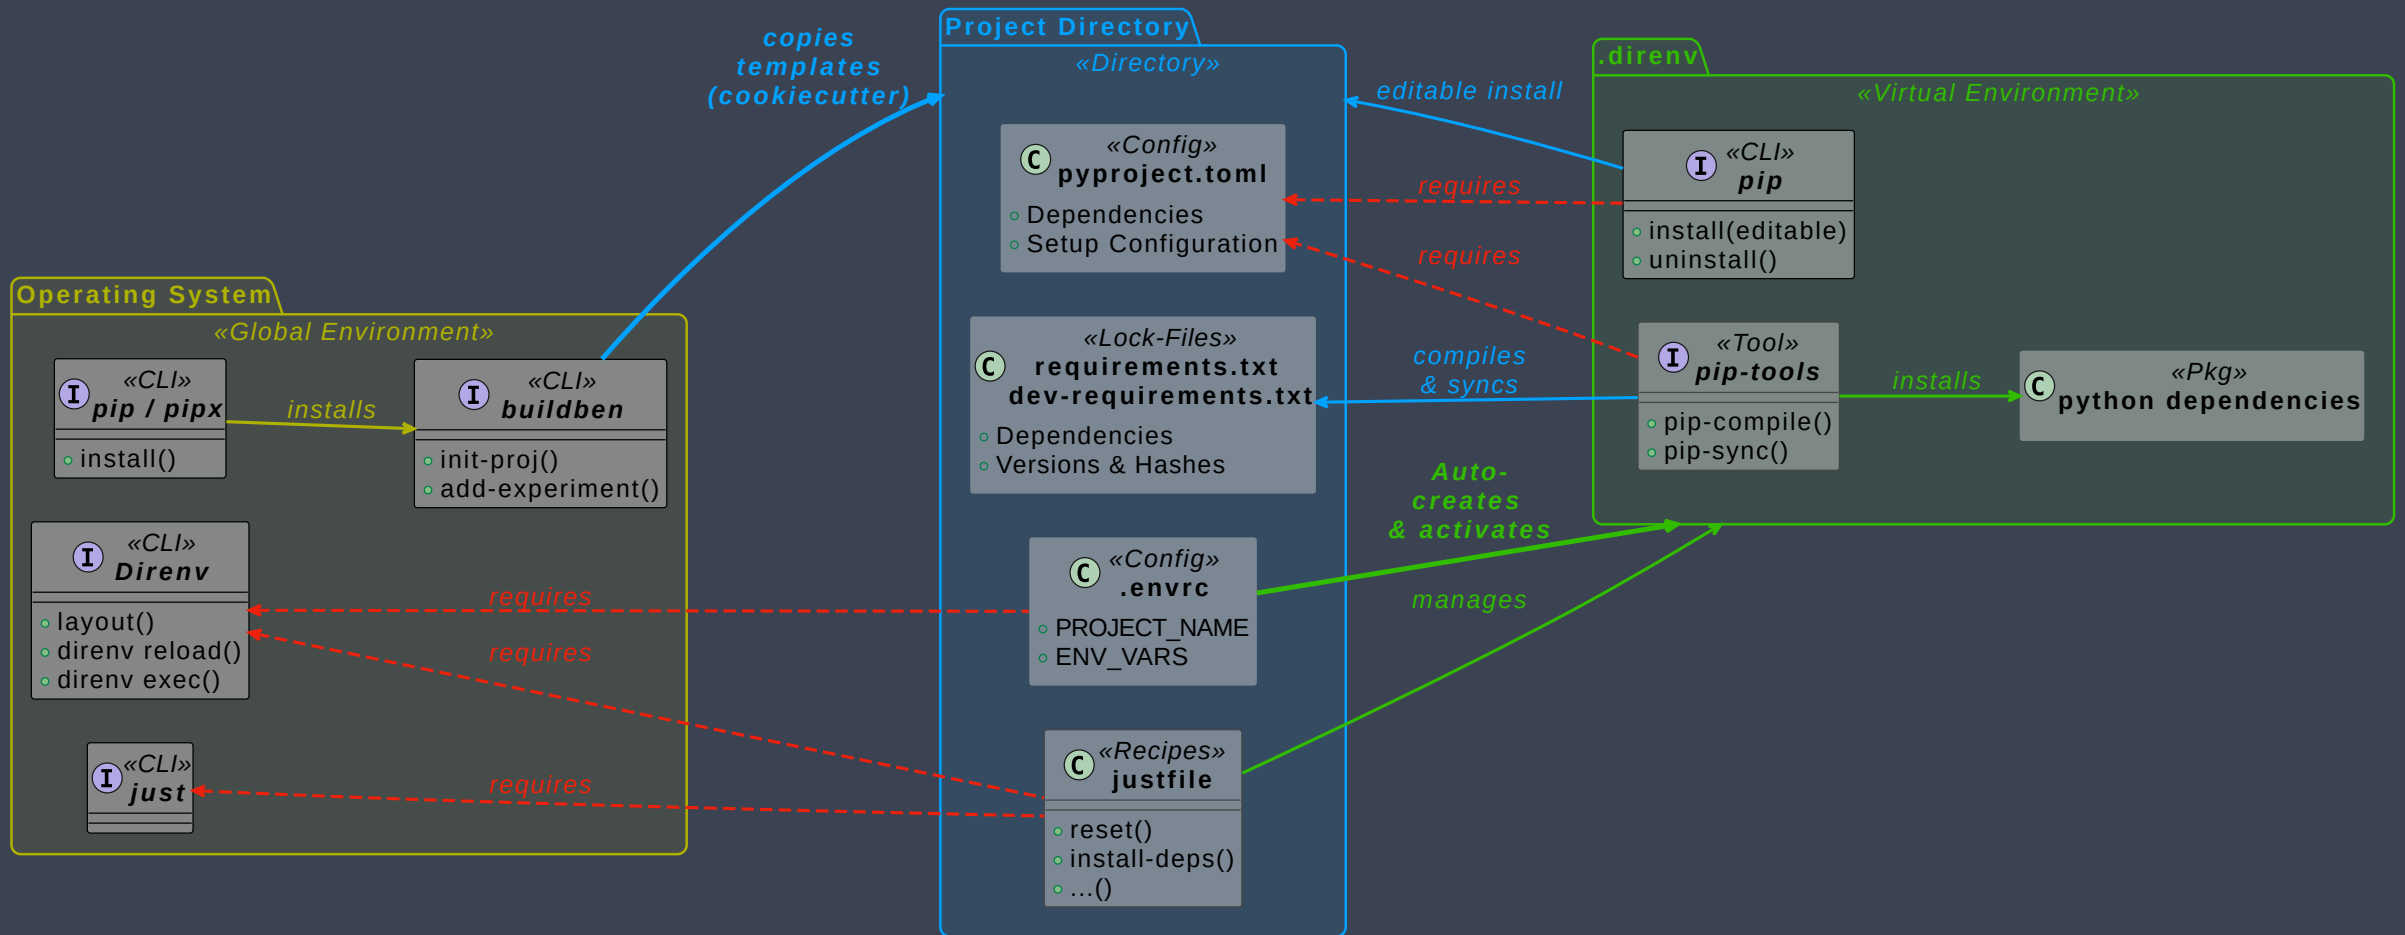 Operating System
«Global Environment»
I
«CLI»
pip / pipx
install()
installs
I
«CLI»
buildben
init-proj()
add-experiment()
I
«CLI»
Direnv
layout()
direnv reload()
direnv exec()
I
«CLI»
just
copies
templates
(cookiecutter)
requires
requires
requires
Project Directory
«Directory»
C
«Config»
pyproject.toml
Dependencies
Setup Configuration
C
«Lock-Files»
requirements.txt
dev-requirements.txt
Dependencies
Versions & Hashes
C
«Config»
.envrc
PROJECT_NAME
ENV_VARS
C
«Recipes»
justfile
reset()
install-deps()
...()
editable install
requires
requires
compiles
& syncs
Auto-
creates
& activates
manages
.direnv
«Virtual Environment»
I
«CLI»
pip
install(editable)
uninstall()
I
«Tool»
pip-tools
pip-compile()
pip-sync()
installs
C
«Pkg»
python dependencies